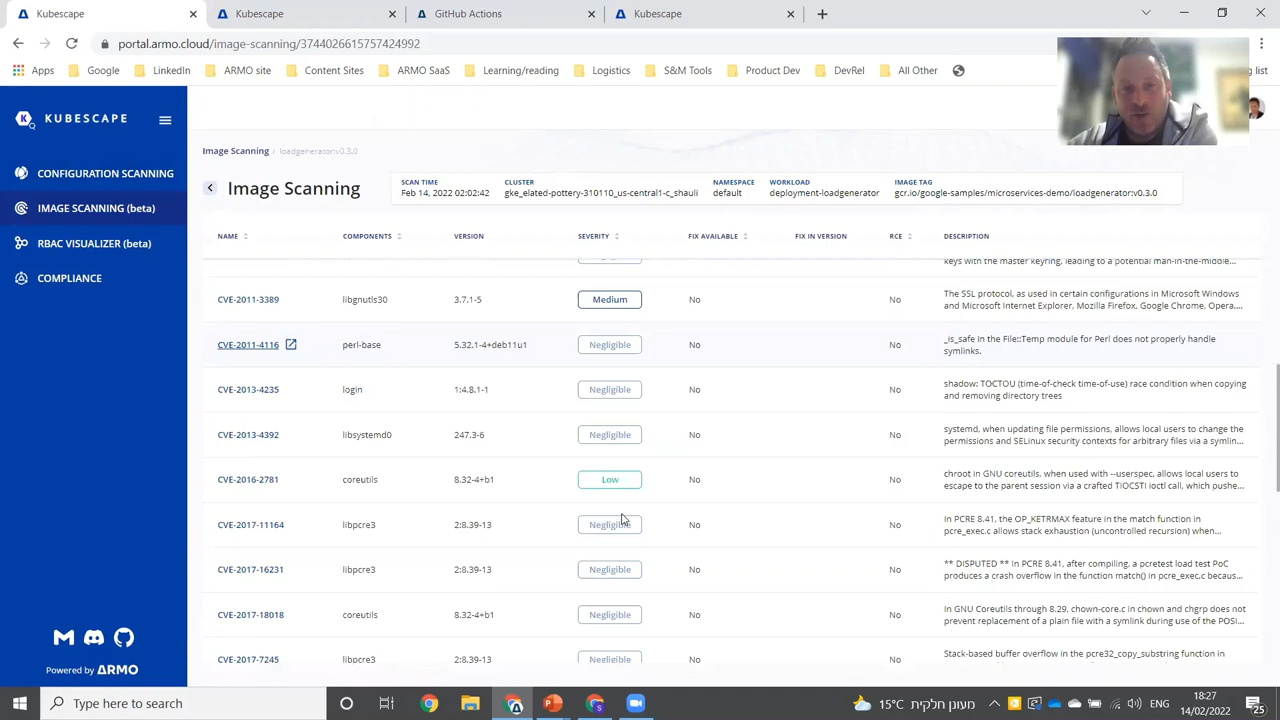 Kubescape
Kubescape
GitHub Actions
Kubescape
portal.armo.cloud/image-scanning/3744026615757424992
Apps
Google
LinkedIn
ARMO site
Content Sites
ARMO SaaS
Learning/reading
Logistics
S&M Tools
Product Dev
DevRel
All Other
g list
KUBESCAPE
CONFIGURATION SCANNING
IMAGE SCANNING (beta)
RBAC VISUALIZER (beta)
COMPLIANCE
Powered by ARMO
Image Scanning / loadgenerator:v0.3.0
Image Scanning
SCAN TIME CLUSTER NAMESPACE WORKLOAD IMAGE TAG
Feb 14, 2022 02:02:42 gke_elated-pottery-310110_us-central1-c_shauli default deployment-loadgenerator gcr.io/google-samples/microservices-demo/loadgenerator:v0.3.0
NAME COMPONENTS VERSION SEVERITY FIX AVAILABLE FIX IN VERSION RCE DESCRIPTION
keys with the master keyring, leading to a potential man-in-the-middle...
CVE-2011-3389 libgnutls30 3.7.1-5 Medium No No The SSL protocol, as used in certain configurations in Microsoft Windows
and Microsoft Internet Explorer, Mozilla Firefox, Google Chrome, Opera,...
CVE-2011-4116 perl-base 5.32.1-4+deb11u1 Negligible No No _is_safe in the File::Temp module for Perl does not properly handle
symlinks.
CVE-2013-4235 login 1:4.8.1-1 Negligible No No shadow: TOCTOU (time-of-check time-of-use) race condition when copying
and removing directory trees
CVE-2013-4392 libsystemd0 247.3-6 Negligible No No systemd, when updating file permissions, allows local users to change the
permissions and SELinux security contexts for arbitrary files via a symlin...
CVE-2016-2781 coreutils 8.32-4+b1 Low No No chroot in GNU coreutils, when used with --userspec, allows local users to
escape to the parent session via a crafted TIOCSTI ioctl call, which pushe...
CVE-2017-11164 libpcre3 2:8.39-13 Negligible No No In PCRE 8.41, the OP_KETRMAX feature in the match function in
pcre_exec.c allows stack exhaustion (uncontrolled recursion) when...
CVE-2017-16231 libpcre3 2:8.39-13 Negligible No No ** DISPUTED ** In PCRE 8.41, after compiling, a pcretest load test PoC
produces a crash overflow in the function match() in pcre_exec.c becaus...
CVE-2017-18018 coreutils 8.32-4+b1 Negligible No No In GNU Coreutils through 8.29, chown-core.c in chown and chgrp does not
prevent replacement of a plain file with a symlink during use of the POSI...
CVE-2017-7245 libpcre3 2:8.39-13 Negligible No No Stack-based buffer overflow in the pcre32_copy_substring function in
Type here to search
15°C מעונן חלקית
ENG
18:27
14/02/2022
25